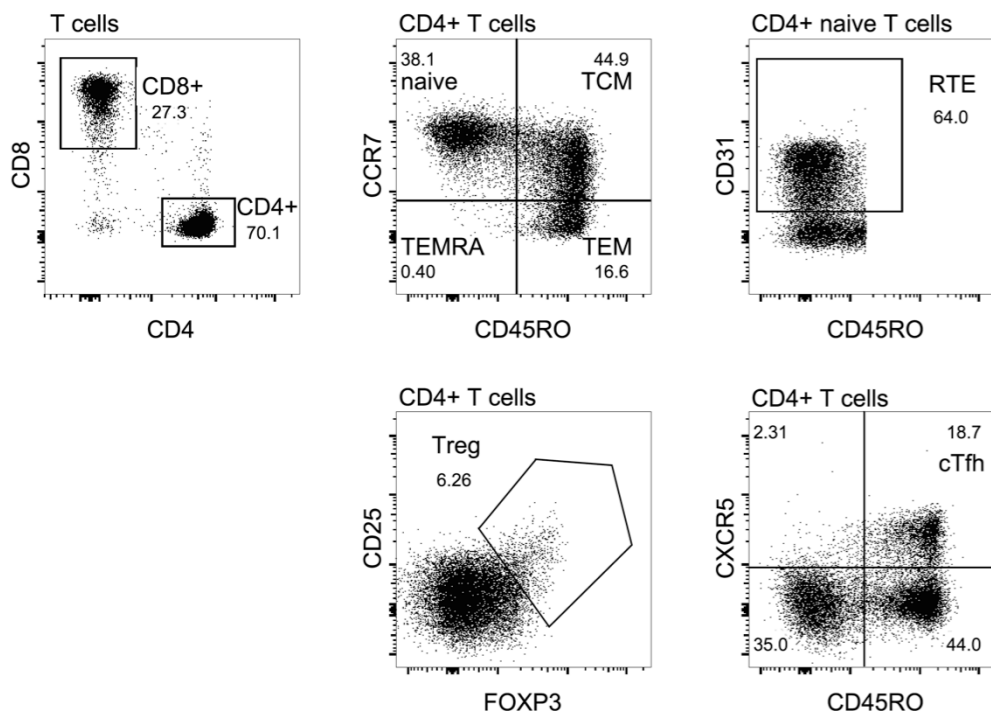 T cells
CD8+
27.3
CD4+
70.1
CD8
CD4
CD4+ T cells
38.1
44.9
naive
TCM
TEMRA
TEM
0.40
16.6
CCR7
CD45RO
CD4+ naive T cells
RTE
64.0
CD31
CD45RO
CD4+ T cells
Treg
6.26
CD25
FOXP3
CD4+ T cells
2.31
18.7
cTfh
35.0
44.0
CXCR5
CD45RO